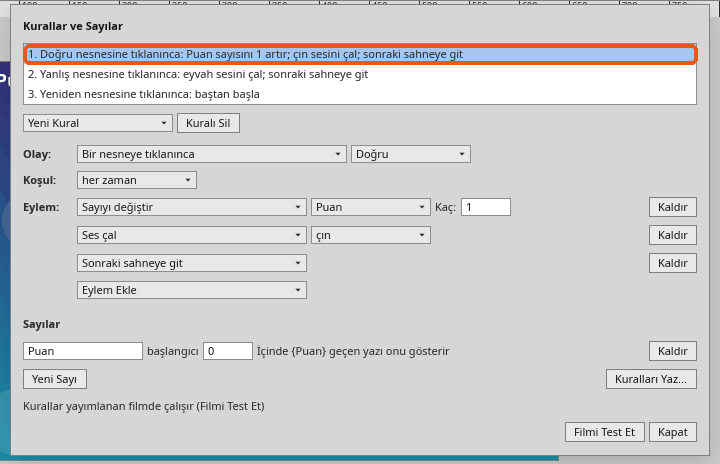 Kurallar ve Sayılar
1. Doğru nesnesine tıklanınca: Puan sayısını 1 artır; çın sesini çal; sonraki sahneye git
2. Yanlış nesnesine tıklanınca: eyvah sesini çal; sonraki sahneye git
3. Yeniden nesnesine tıklanınca: baştan başla
Yeni Kural Kuralı Sil
Olay: Bir nesneye tıklanınca Doğru
Koşul: her zaman
Eylem: Sayıyı değiştir Puan Kaç: 1 Kaldır
Ses çal çın Kaldır
Sonraki sahneye git Kaldır
Eylem Ekle
Sayılar
Puan başlangıcı 0 İçinde {Puan} geçen yazı onu gösterir Kaldır
Yeni Sayı Kuralları Yaz...
Kurallar yayımlanan filmde çalışır (Filmi Test Et)
Filmi Test Et Kapat